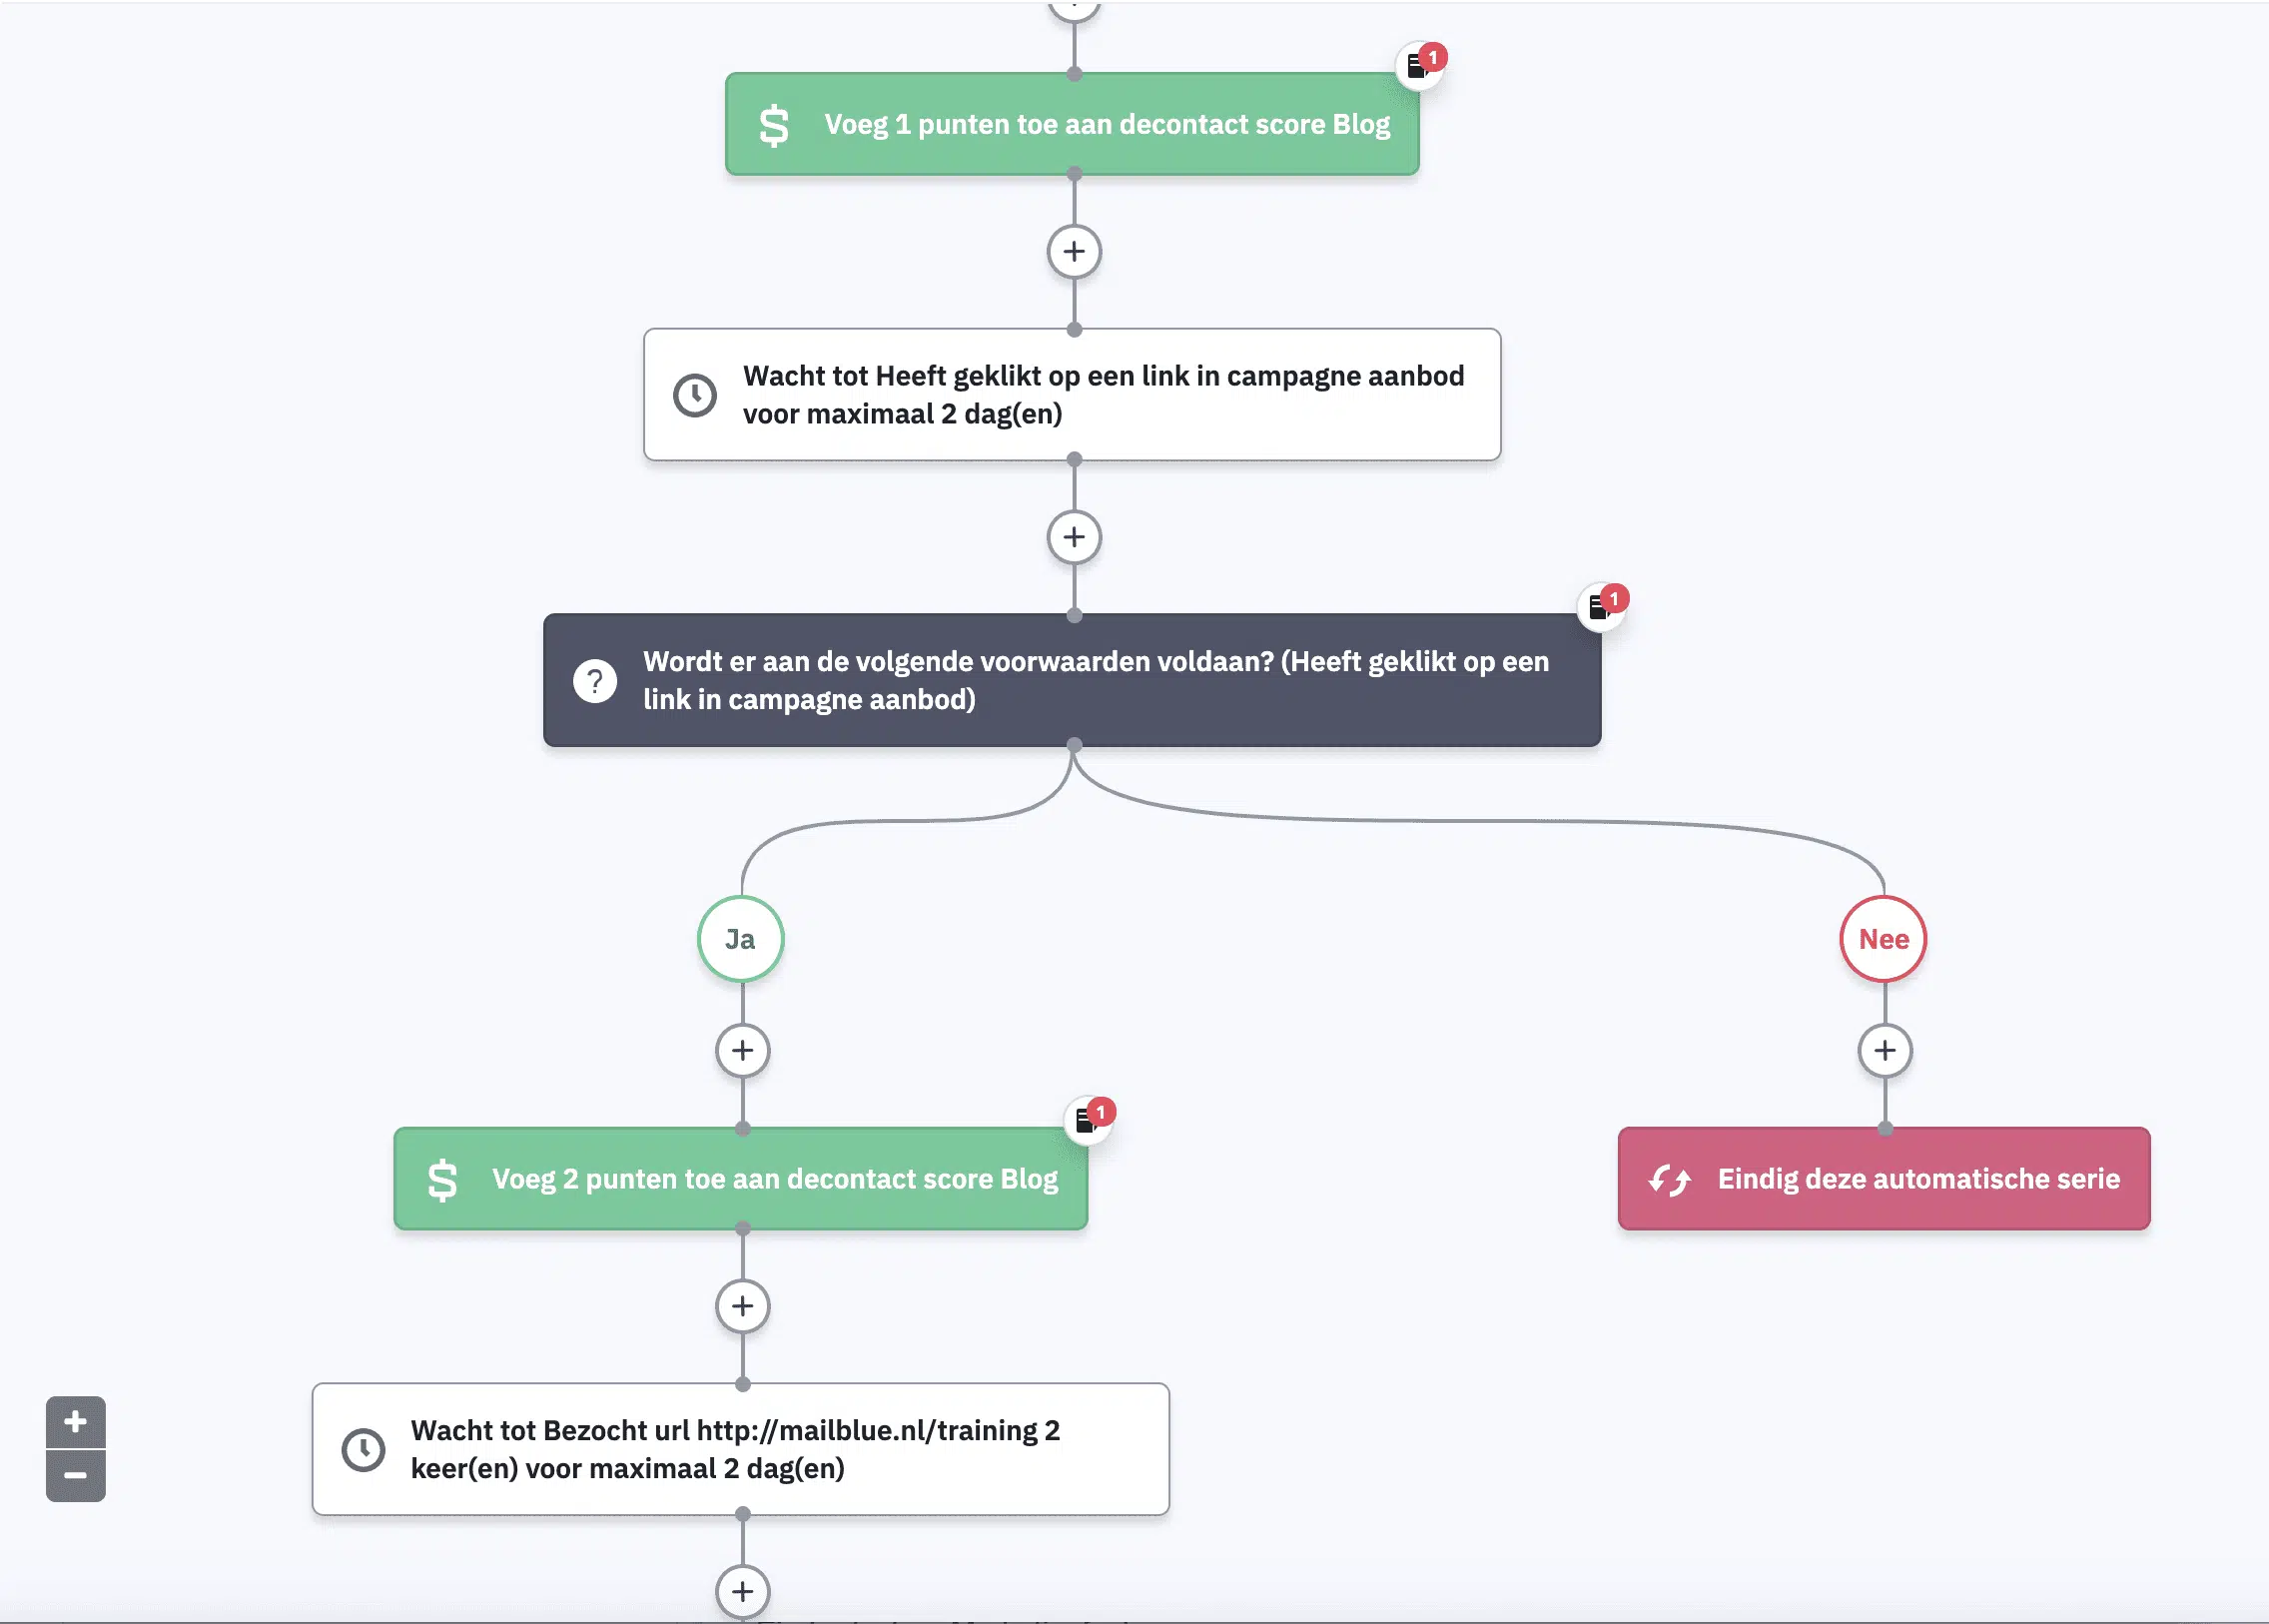 1
Voeg 1 punten toe aan decontact score Blog
Wacht tot Heeft geklikt op een link in campagne aanbod
voor maximaal 2 dag(en)
1
Wordt er aan de volgende voorwaarden voldaan? (Heeft geklikt op een
link in campagne aanbod)
Ja
Nee
1
Voeg 2 punten toe aan decontact score Blog
Eindig deze automatische serie
Wacht tot Bezocht url http://mailblue.nl/training 2
keer(en) voor maximaal 2 dag(en)